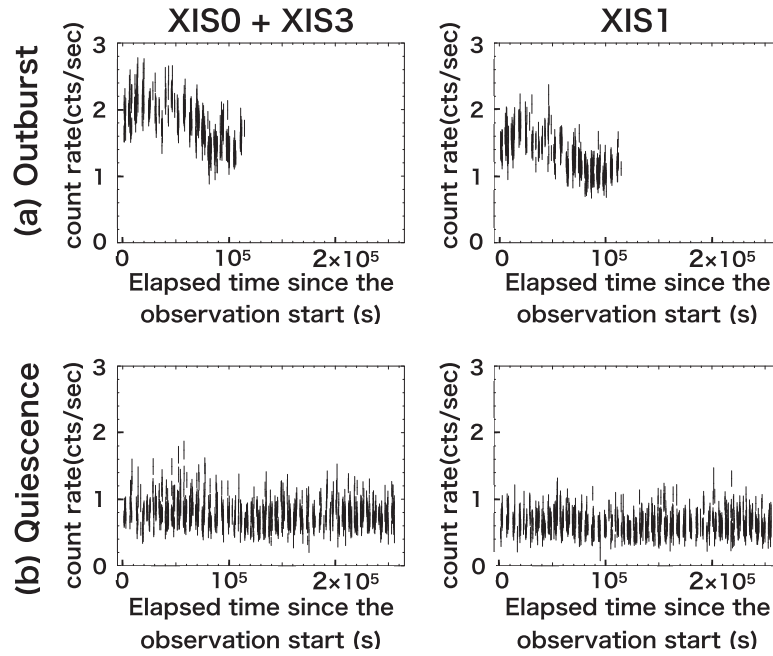 XIS0 + XIS3
XIS1
(a) Outburst
count rate(cts/sec)
3
2
1
0
0
10⁵
2×10⁵
Elapsed time since the
observation start (s)
count rate(cts/sec)
3
2
1
0
0
10⁵
2×10⁵
Elapsed time since the
observation start (s)
(b) Quiescence
count rate(cts/sec)
3
2
1
0
0
10⁵
2×10⁵
Elapsed time since the
observation start (s)
count rate(cts/sec)
3
2
1
0
0
10⁵
2×10⁵
Elapsed time since the
observation start (s)